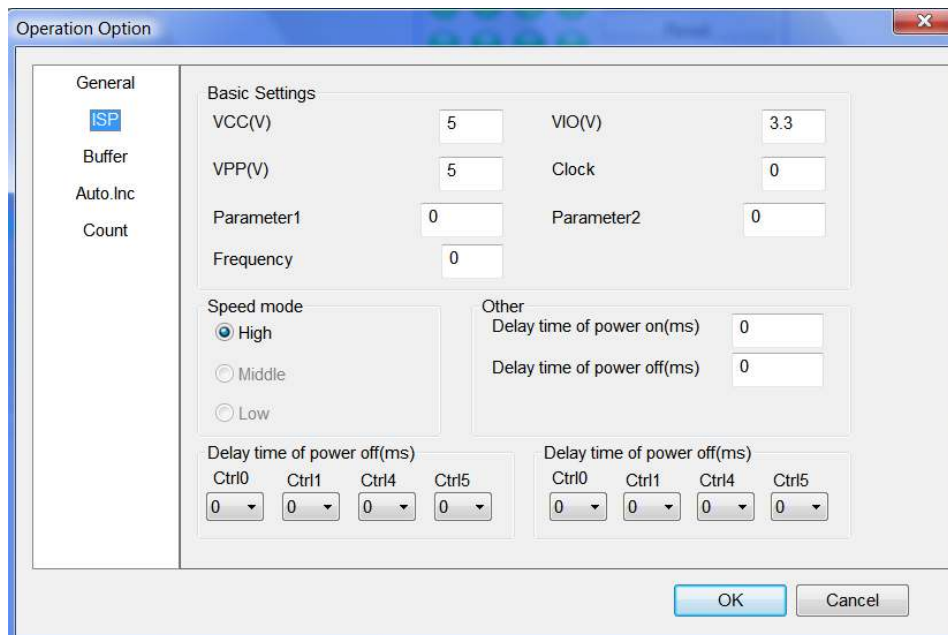 Operation Option
General
ISP
Buffer
Auto.Inc
Count
Basic Settings
VCC(V) 5 VIO(V) 3.3
VPP(V) 5 Clock 0
Parameter1 0 Parameter2 0
Frequency 0
Speed mode
High
Middle
Low
Other
Delay time of power on(ms) 0
Delay time of power off(ms) 0
Delay time of power off(ms)
Ctrl0 Ctrl1 Ctrl4 Ctrl5
0 0 0 0
Delay time of power off(ms)
Ctrl0 Ctrl1 Ctrl4 Ctrl5
0 0 0 0
OK Cancel